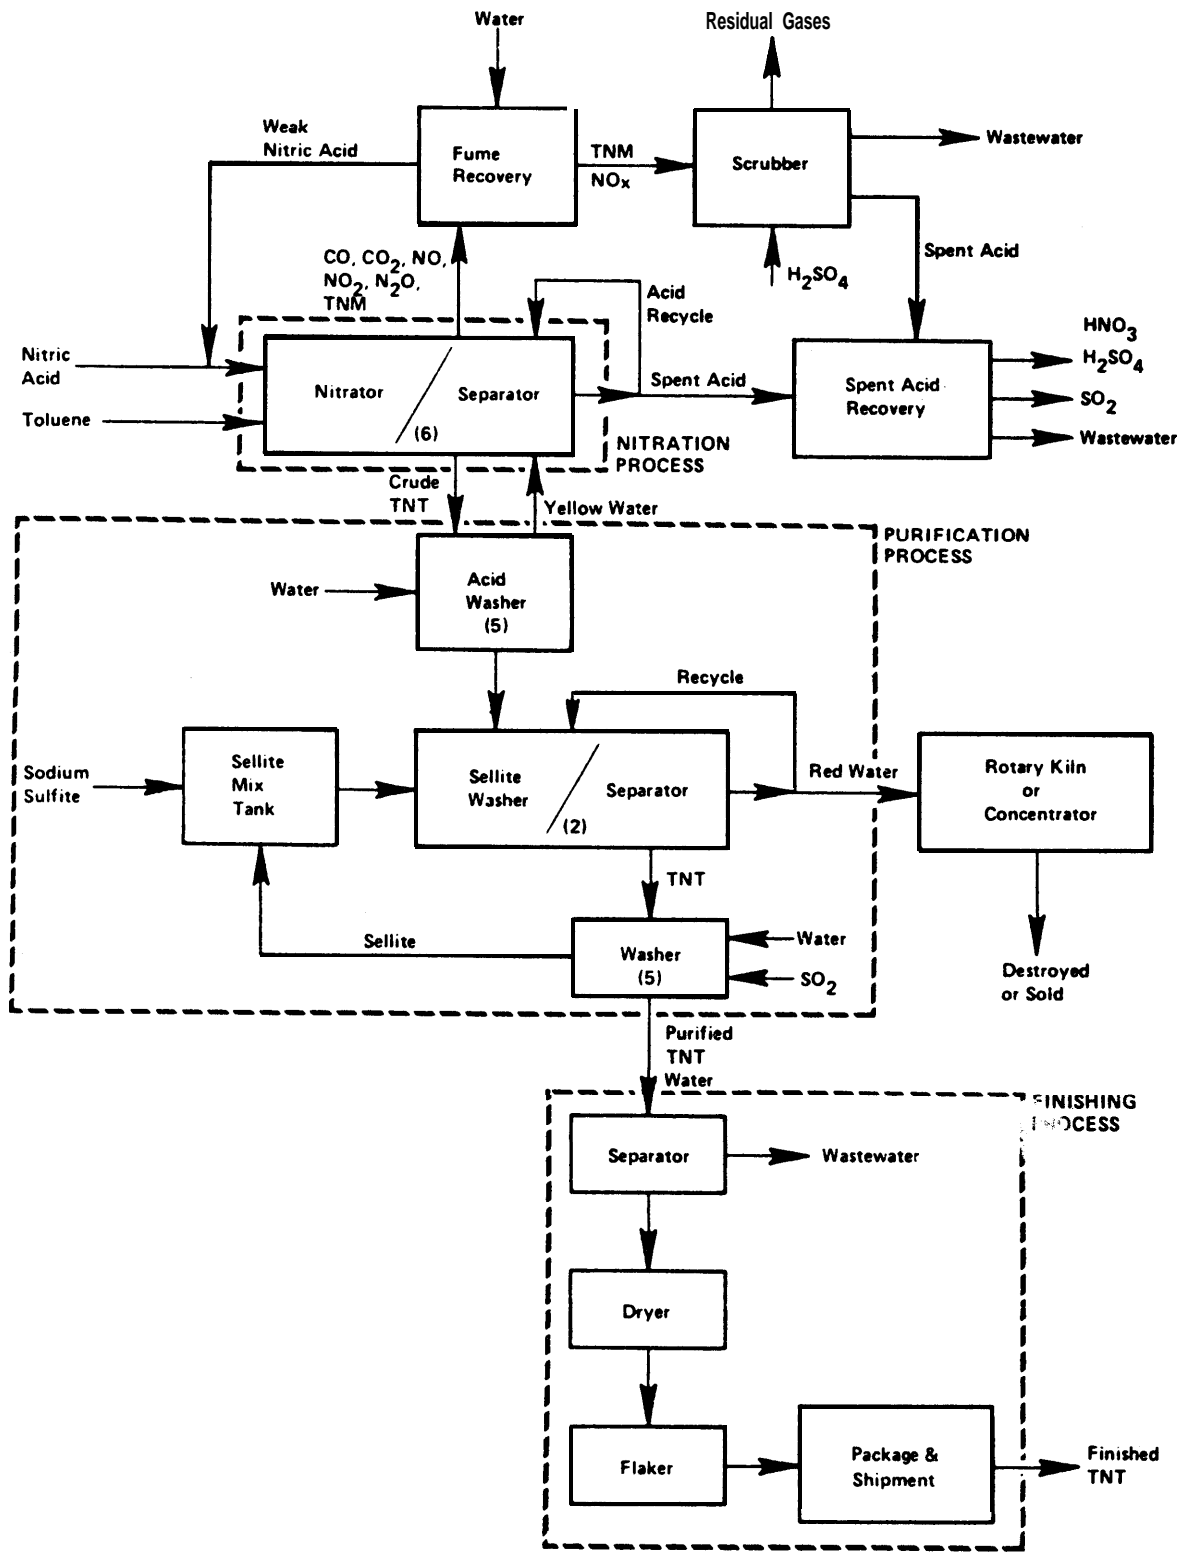 Water
Residual Gases
Weak
Nitric Acid
Fume
Recovery
TNM
NOx
Scrubber
Wastewater
CO, CO2, NO,
NO2, N2O,
TNM
H2SO4
Spent Acid
Acid
Recycle
Nitric
Acid
Toluene
Nitrator
Separator
(6)
Spent Acid
Spent Acid
Recovery
HNO3
H2SO4
SO2
Wastewater
NITRATION
PROCESS
Crude
TNT
Yellow Water
PURIFICATION
PROCESS
Water
Acid
Washer
(5)
Recycle
Sodium
Sulfite
Sellite
Mix
Tank
Sellite
Washer
Separator
(2)
Red Water
Rotary Kiln
or
Concentrator
TNT
Sellite
Washer
(5)
Water
SO2
Destroyed
or Sold
Purified
TNT
Water
FINISHING
PROCESS
Separator
Wastewater
Dryer
Flaker
Package &
Shipment
Finished
TNT